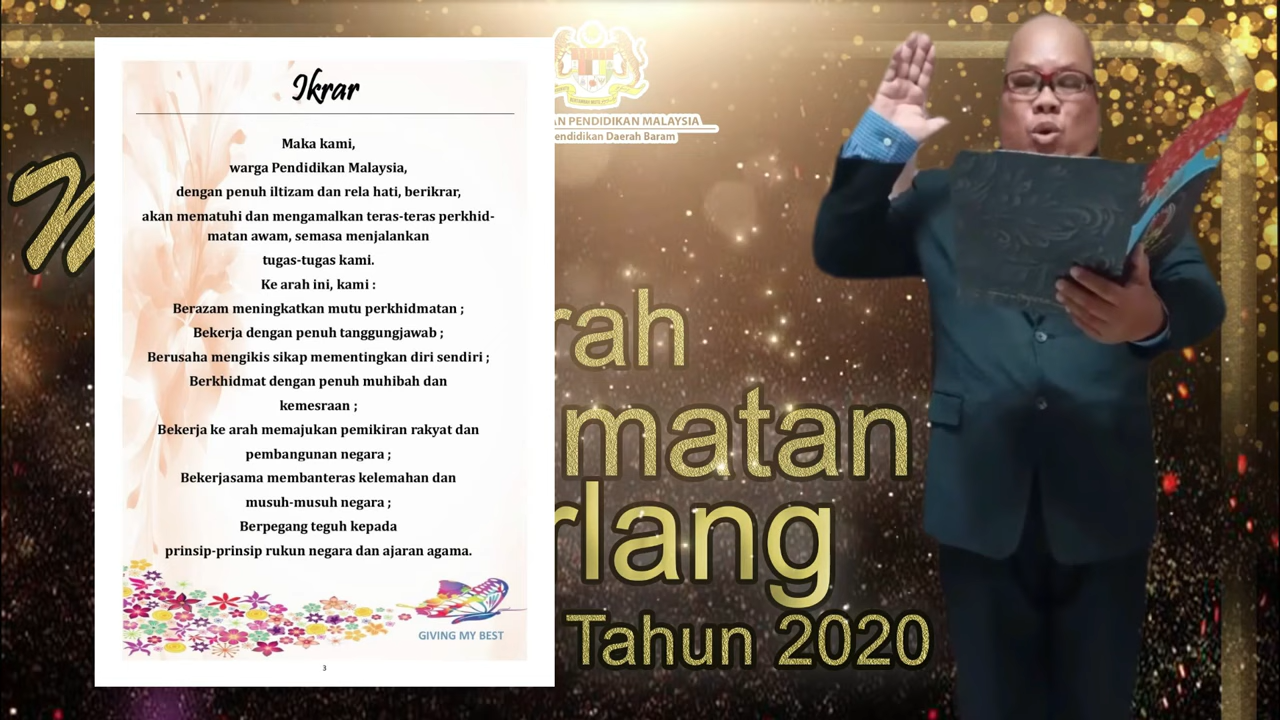 Ikrar
Maka kami,
warga Pendidikan Malaysia,
dengan penuh iltizam dan rela hati, berikrar,
akan mematuhi dan mengamalkan teras-teras perkhid-
matan awam, semasa menjalankan
tugas-tugas kami.
Ke arah ini, kami :
Berazam meningkatkan mutu perkhidmatan ;
Bekerja dengan penuh tanggungjawab ;
Berusaha mengikis sikap mementingkan diri sendiri ;
Berkhidmat dengan penuh muhibah dan
kemesraan ;
Bekerja ke arah memajukan pemikiran rakyat dan
pembangunan negara ;
Bekerjasama membanteras kelemahan dan
musuh-musuh negara ;
Berpegang teguh kepada
prinsip-prinsip rukun negara dan ajaran agama.
GIVING MY BEST
3
AN PENDIDIKAN MALAYSIA
endidikan Daerah Baram
rah
matan
rlang
Tahun 2020